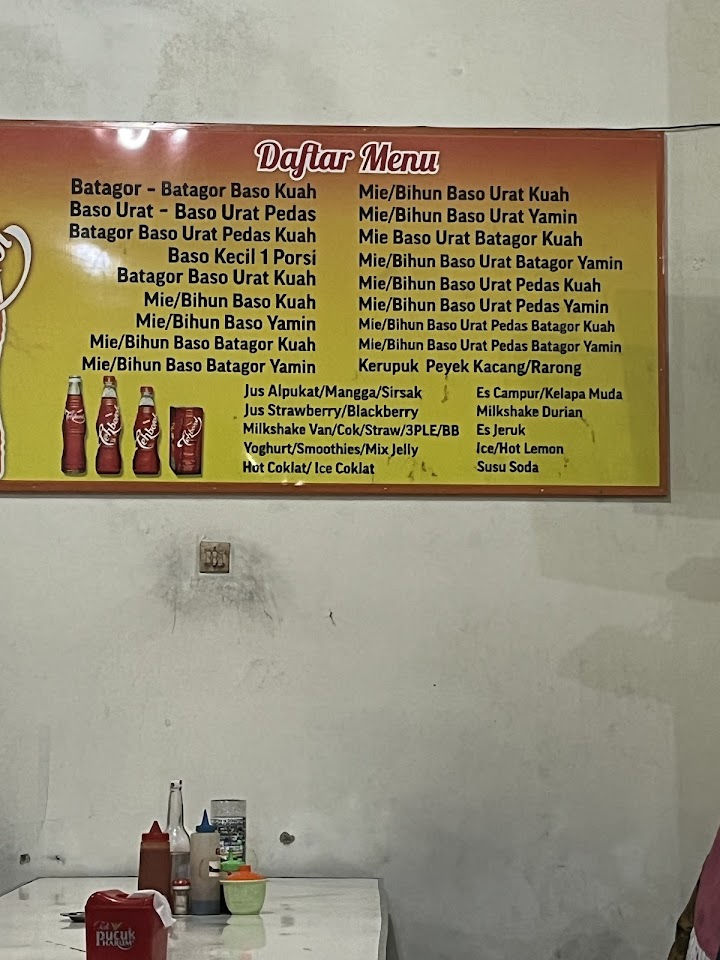 Daftar Menu
Batagor - Batagor Baso Kuah
Baso Urat - Baso Urat Pedas
Batagor Baso Urat Pedas Kuah
Baso Kecil 1 Porsi
Batagor Baso Urat Kuah
Mie/Bihun Baso Kuah
Mie/Bihun Baso Yamin
Mie/Bihun Baso Batagor Kuah
Mie/Bihun Baso Batagor Yamin
Mie/Bihun Baso Urat Kuah
Mie/Bihun Baso Urat Yamin
Mie Baso Urat Batagor Kuah
Mie/Bihun Baso Urat Batagor Yamin
Mie/Bihun Baso Urat Pedas Kuah
Mie/Bihun Baso Urat Pedas Yamin
Mie/Bihun Baso Urat Pedas Batagor Kuah
Mie/Bihun Baso Urat Pedas Batagor Yamin
Kerupuk Peyek Kacang/Rarong
Jus Alpukat/Mangga/Sirsak
Jus Strawberry/Blackberry
Milkshake Van/Cok/Straw/3PLE/BB
Yoghurt/Smoothies/Mix Jelly
Hot Coklat/ Ice Coklat
Es Campur/Kelapa Muda
Milkshake Durian
Es Jeruk
Ice/Hot Lemon
Susu Soda
Tehbotol
Teh
pucuk
HARUM